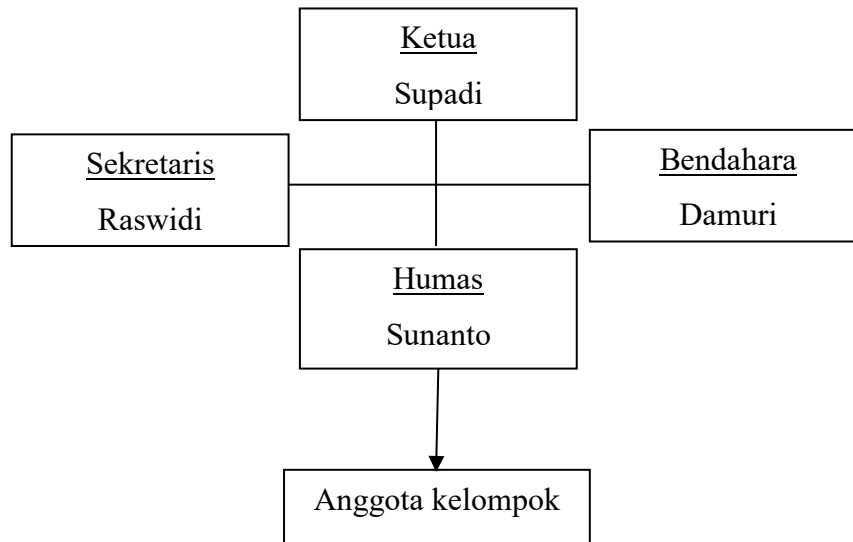 Ketua
Supadi
Sekretaris
Raswidi
Bendahara
Damuri
Humas
Sunanto
Anggota kelompok